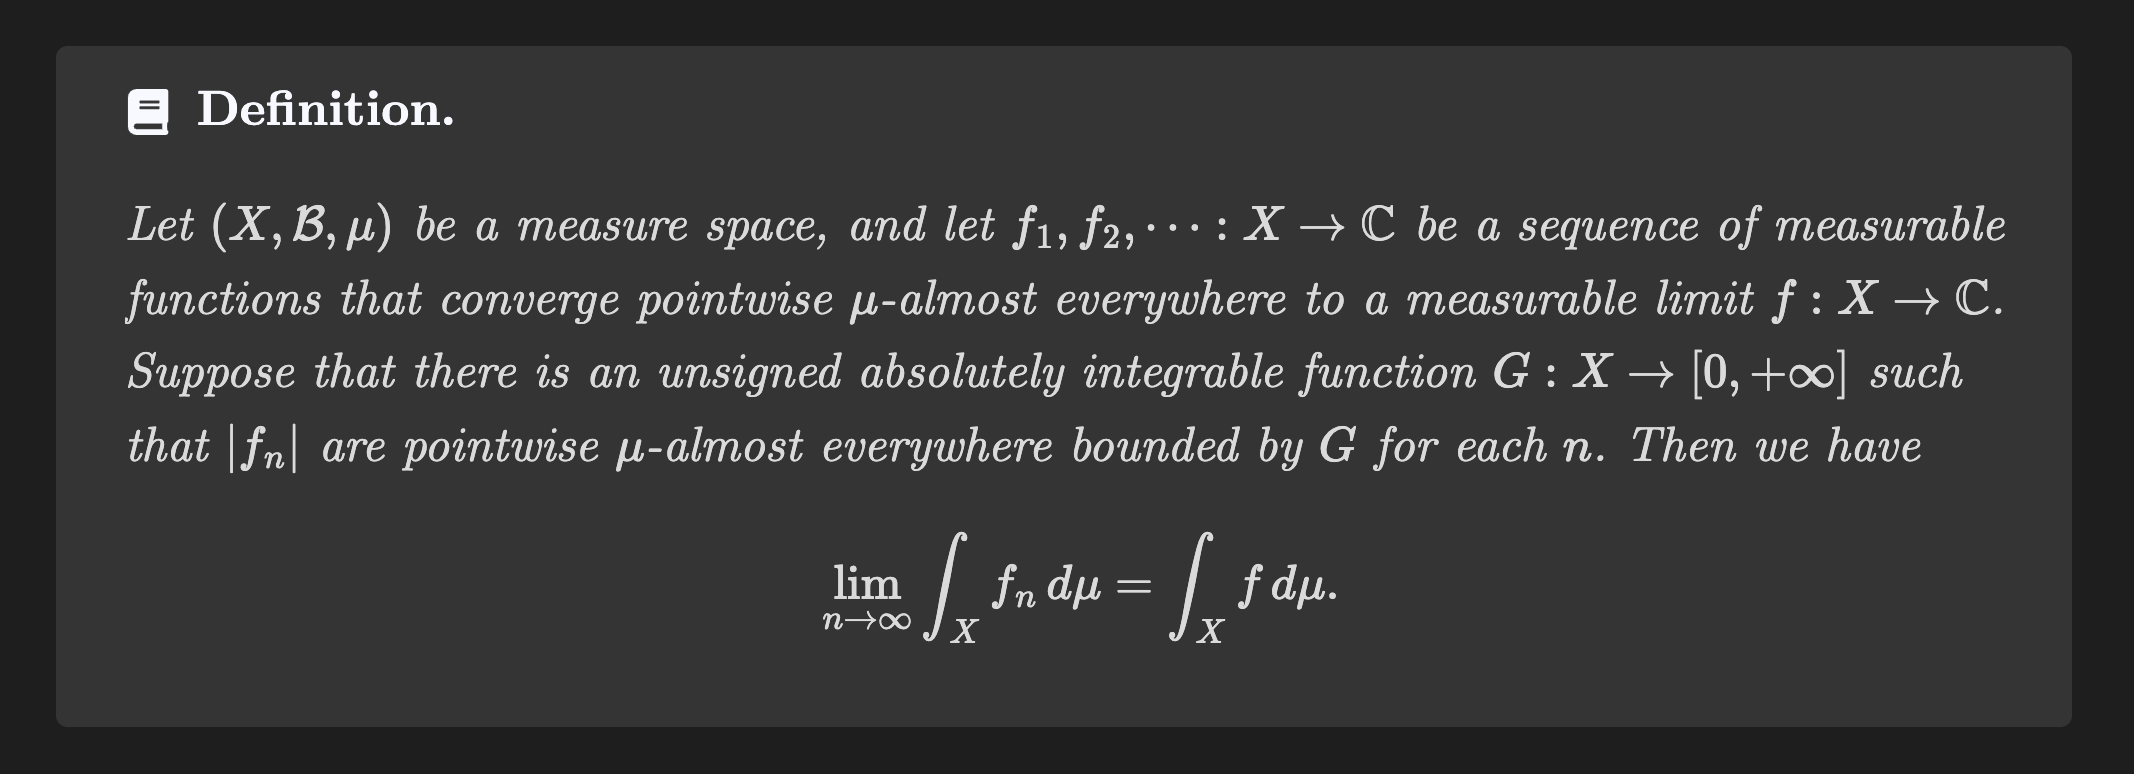 Definition.
Let (X, ℬ, μ) be a measure space, and let f₁, f₂, ⋯ : X → ℂ be a sequence of measurable
functions that converge pointwise μ-almost everywhere to a measurable limit f : X → ℂ.
Suppose that there is an unsigned absolutely integrable function G : X → [0, +∞] such
that |fₙ| are pointwise μ-almost everywhere bounded by G for each n. Then we have
lim_{n→∞} ∫_X fₙ dμ = ∫_X f dμ.